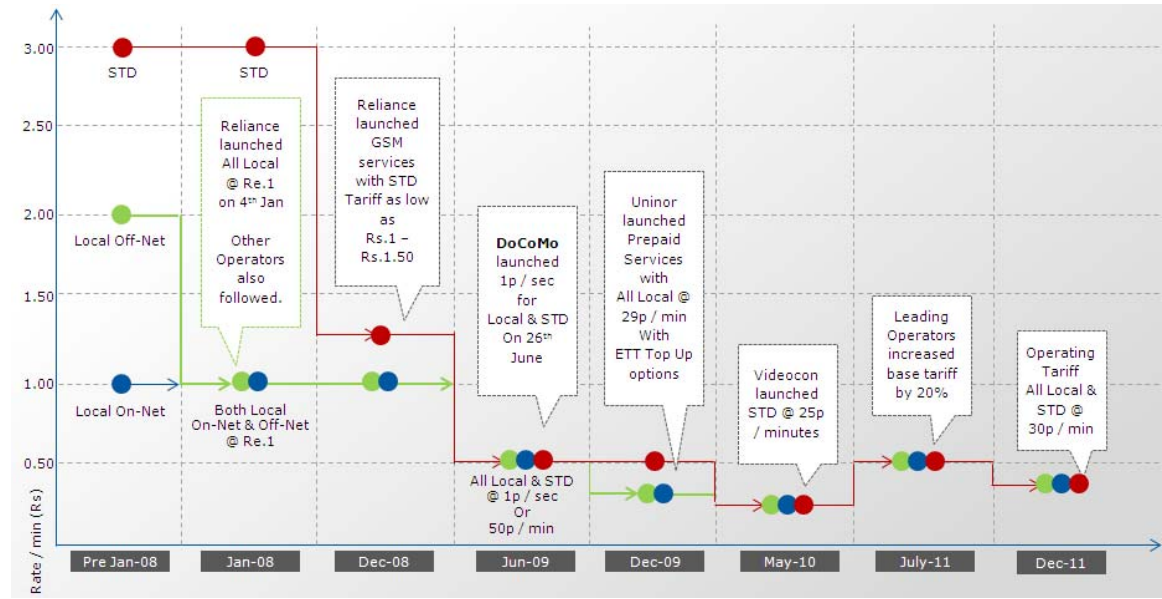 3.00
2.50
2.00
1.50
1.00
0.50
Rate / min (Rs)
STD
STD
Local Off-Net
Local On-Net
Reliance
launched
All Local
@ Re.1
on 4th Jan
Other
Operators
also
followed.
Both Local
On-Net & Off-Net
@ Re.1
Reliance
launched
GSM
services
with STD
Tariff as low
as
Rs.1 –
Rs.1.50
DoCoMo
launched
1p / sec
for
Local & STD
On 26th
June
All Local & STD
@ 1p / sec
Or
50p / min
Uninor
launched
Prepaid
Services
with
All Local @
29p / min
With
ETT Top Up
options
Videocon
launched
STD @ 25p
/ minutes
Leading
Operators
increased
base tariff
by 20%
Operating
Tariff
All Local &
STD @
30p / min
Pre Jan-08
Jan-08
Dec-08
Jun-09
Dec-09
May-10
July-11
Dec-11